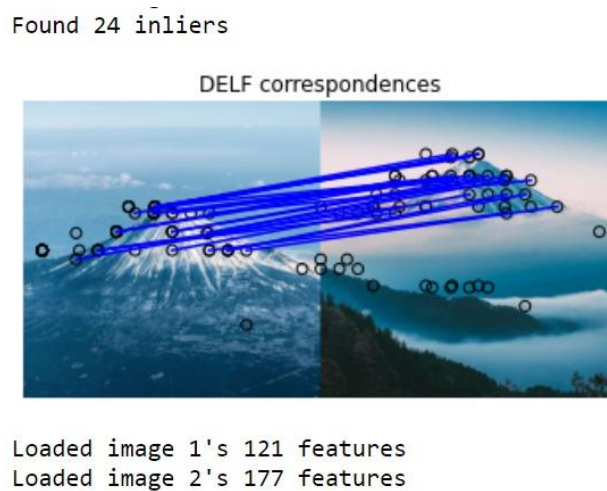 Found 24 inliers
DELF correspondences
Loaded image 1's 121 features
Loaded image 2's 177 features